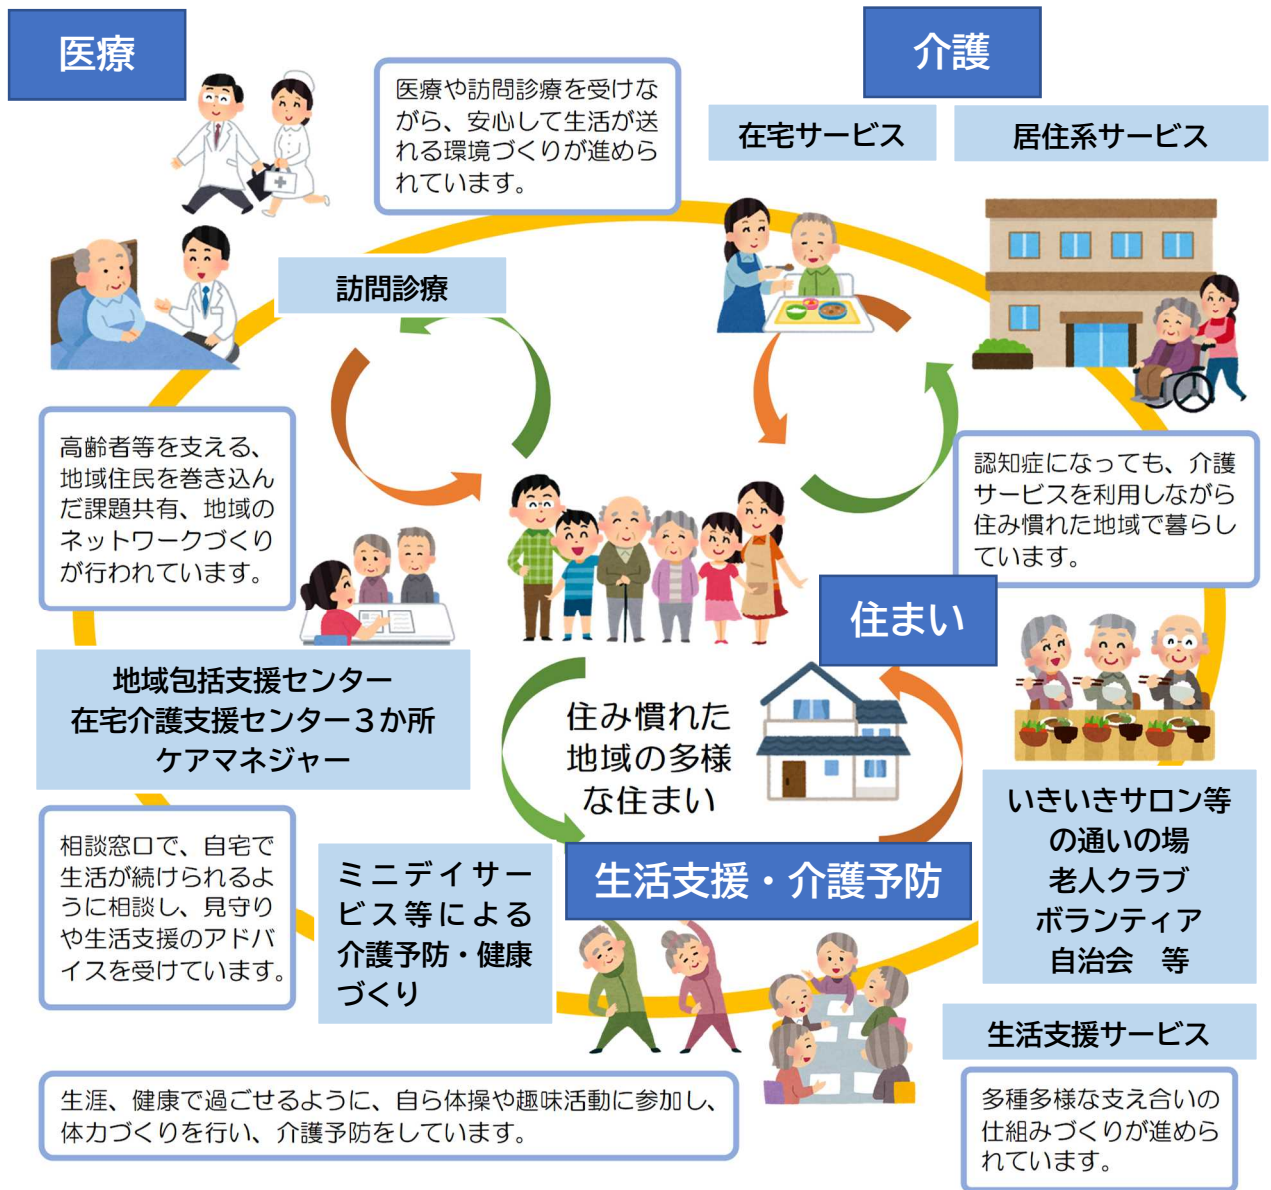 医療
介護
医療や訪問診療を受けな
がら、安心して生活が送
れる環境づくりが進めら
れています。
在宅サービス
居住系サービス
訪問診療
高齢者等を支える、
地域住民を巻き込ん
だ課題共有、地域の
ネットワークづくり
が行われています。
認知症になっても、介護
サービスを利用しながら
住み慣れた地域で暮らし
ています。
住まい
地域包括支援センター
在宅介護支援センター３か所
ケアマネジャー
住み慣れた
地域の多様
な住まい
いきいきサロン等
の通いの場
老人クラブ
ボランティア
自治会　等
相談窓口で、自宅で
生活が続けられるよ
うに相談し、見守り
や生活支援のアドバ
イスを受けています。
ミニデイサー
ビス等による
介護予防・健康
づくり
生活支援・介護予防
生活支援サービス
生涯、健康で過ごせるように、自ら体操や趣味活動に参加し、
体力づくりを行い、介護予防をしています。
多種多様な支え合いの
仕組みづくりが進めら
れています。